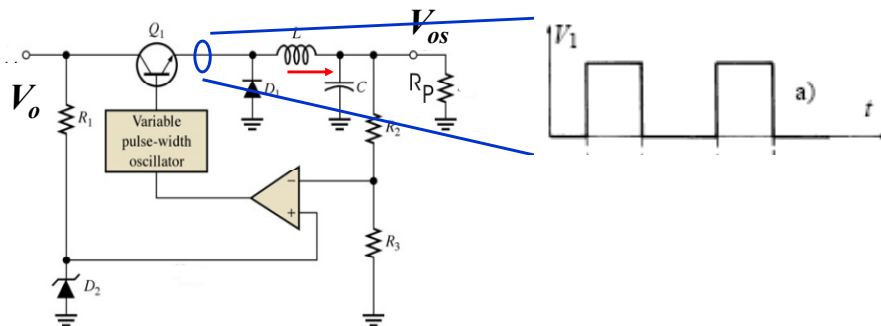 Q1
L
Vos
V1
Vo
R1
D1
C
RP
R2
a)
t
Variable
pulse-width
oscillator
−
+
R3
D2